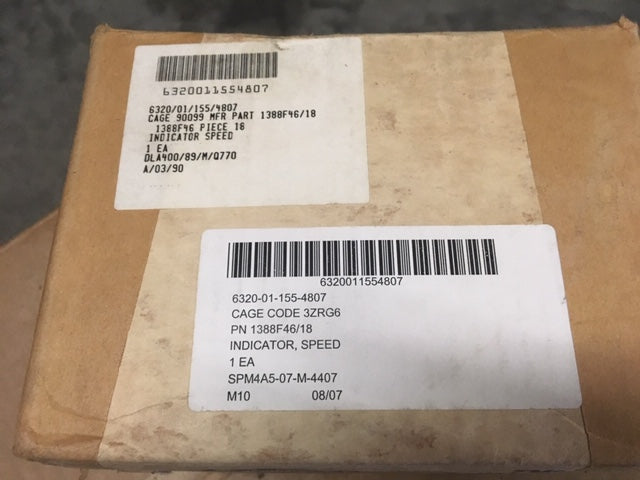 6320011554807
6320/01/155/4807
CAGE 90099 MFR PART 1388F46/18
1388F46 PIECE 18
INDICATOR SPEED
1 EA
DLA400/89/M/Q770
A/03/90
6320011554807
6320-01-155-4807
CAGE CODE 3ZRG6
PN 1388F46/18
INDICATOR, SPEED
1 EA
SPM4A5-07-M-4407
M10 08/07